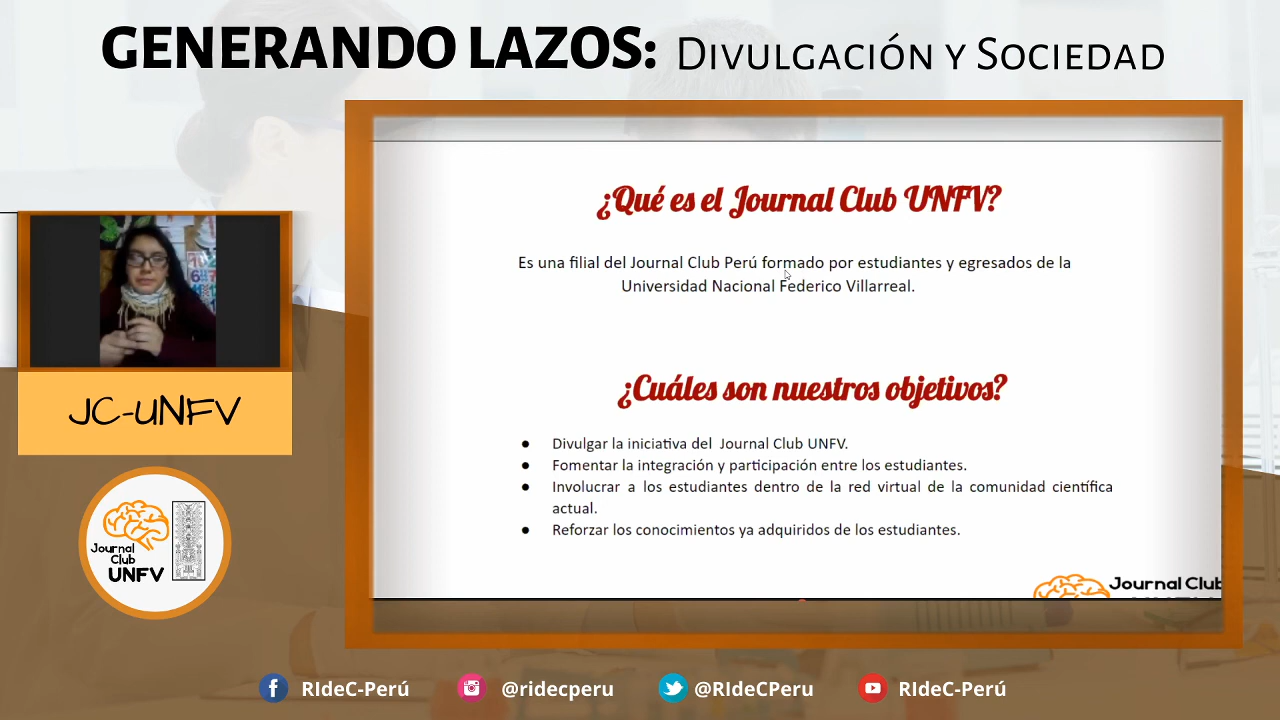 GENERANDO LAZOS: DIVULGACIÓN Y SOCIEDAD
¿Qué es el Journal Club UNFV?
Es una filial del Journal Club Perú formado por estudiantes y egresados de la
Universidad Nacional Federico Villarreal.
¿Cuáles son nuestros objetivos?
● Divulgar la iniciativa del Journal Club UNFV.
● Fomentar la integración y participación entre los estudiantes.
● Involucrar a los estudiantes dentro de la red virtual de la comunidad científica
actual.
● Reforzar los conocimientos ya adquiridos de los estudiantes.
Journal Club
JC-UNFV
Journal
Club
UNFV
RIdeC-Perú
@ridecperu
@RIdeCPeru
RIdeC-Perú